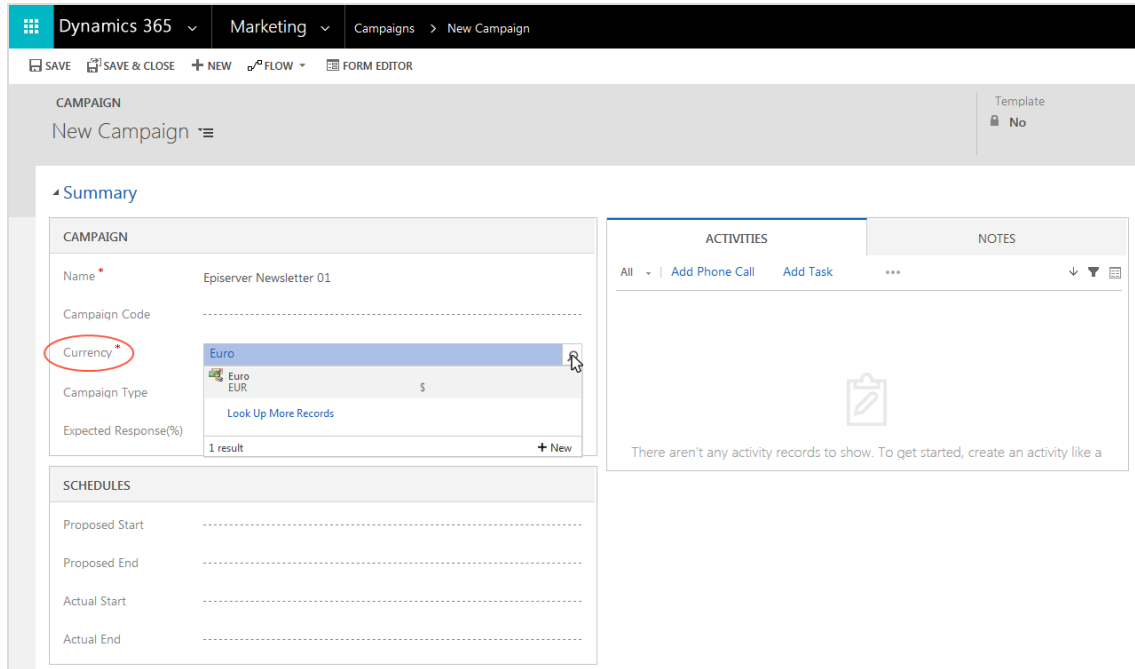 Dynamics 365 Marketing Campaigns > New Campaign
SAVE SAVE & CLOSE + NEW FLOW FORM EDITOR
CAMPAIGN
New Campaign
Template
No
Summary
CAMPAIGN
Name *
Episerver Newsletter 01
Campaign Code
Currency *
Euro
Euro
EUR $
Look Up More Records
1 result + New
Campaign Type
Expected Response(%)
ACTIVITIES NOTES
All | Add Phone Call Add Task ...
There aren't any activity records to show. To get started, create an activity like a
SCHEDULES
Proposed Start
Proposed End
Actual Start
Actual End